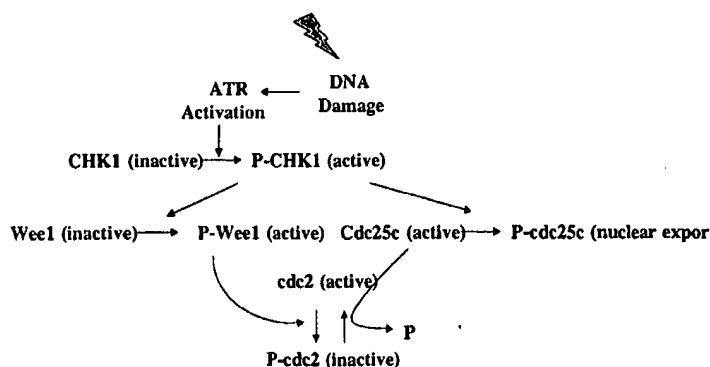 DNA
Damage
ATR
Activation
CHK1 (inactive)
P-CHK1 (active)
Wee1 (inactive)
P-Wee1 (active)
Cdc25c (active)
P-cdc25c (nuclear expor
cdc2 (active)
P
P-cdc2 (inactive)